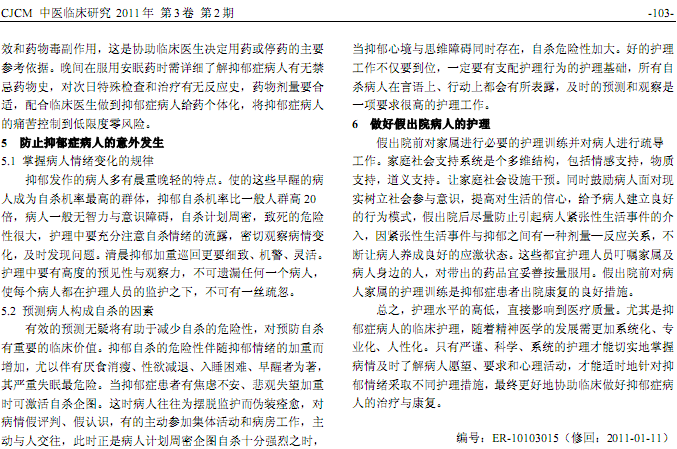 CJCM 中医临床研究 2011 年 第 3 卷 第 2 期
-103-
效和药物毒副作用，这是协助临床医生决定用药或停药的主要
参考依据。晚间在服用安眠药时需详细了解抑郁症病人有无禁
忌药物史，对次日特殊检查和治疗有无反应史，药物剂量要合
适，配合临床医生做到抑郁症病人给药个体化，将抑郁症病人
的痛苦控制到低限度零风险。
5 防止抑郁症病人的意外发生
5.1 掌握病人情绪变化的规律
抑郁发作的病人多有晨重晚轻的特点。使的这些早醒的病
人成为自杀机率最高的群体，抑郁自杀机率比一般人群高 20
倍，病人一般无智力与意识障碍，自杀计划周密，致死的危险
性很大，护理中要充分注意自杀情绪的流露，密切观察病情变
化，及时发现问题。清晨抑郁加重巡回更要细致、机警、灵活。
护理中要有高度的预见性与观察力，不可遗漏任何一个病人，
使每个病人都在护理人员的监护之下，不可有一丝疏忽。
5.2 预测病人构成自杀的因素
有效的预测无疑将有助于减少自杀的危险性，对预防自杀
有重要的临床价值。抑郁自杀的危险性伴随抑郁情绪的加重而
增加，尤以伴有厌食消瘦、性欲减退、入睡困难、早醒者为著，
其严重失眠最危险。当抑郁症患者有焦虑不安、悲观失望加重
时可激活自杀企图。这时病人往往为摆脱监护而伪装痊愈，对
病情假评判、假认识，有的主动参加集体活动和病房工作，主
动与人交往，此时正是病人计划周密企图自杀十分强烈之时，
当抑郁心境与思维障碍同时存在，自杀危险性加大。好的护理
工作不仅要到位，一定要有支配护理行为的护理基础，所有自
杀病人在言语上、行动上都会有所表露，及时的预测和观察是
一项要求很高的护理工作。
6 做好假出院病人的护理
假出院前对家属进行必要的护理训练并对病人进行疏导
工作。家庭社会支持系统是个多维结构，包括情感支持，物质
支持，道义支持。让家庭社会设施干预。同时鼓励病人面对现
实树立社会参与意识，提高对生活的信心，给予病人建立良好
的行为模式，假出院后尽量防止引起病人紧张性生活事件的介
入，因紧张性生活事件与抑郁之间有一种剂量—反应关系，不
断让病人养成良好的应激状态。这些都宜护理人员叮嘱家属及
病人身边的人，对带出的药品宜妥善按量服用。假出院前对病
人家属的护理训练是抑郁症患者出院康复的良好措施。
总之，护理水平的高低，直接影响到医疗质量。尤其是抑
郁症病人的临床护理，随着精神医学的发展需更加系统化、专
业化、人性化。只有严谨、科学、系统的护理才能切实地掌握
病情及时了解病人愿望、要求和心理活动，才能适时地针对抑
郁情绪采取不同护理措施，最终更好地协助临床做好抑郁症病
人的治疗与康复。
编号：ER-10103015（修回：2011-01-11）